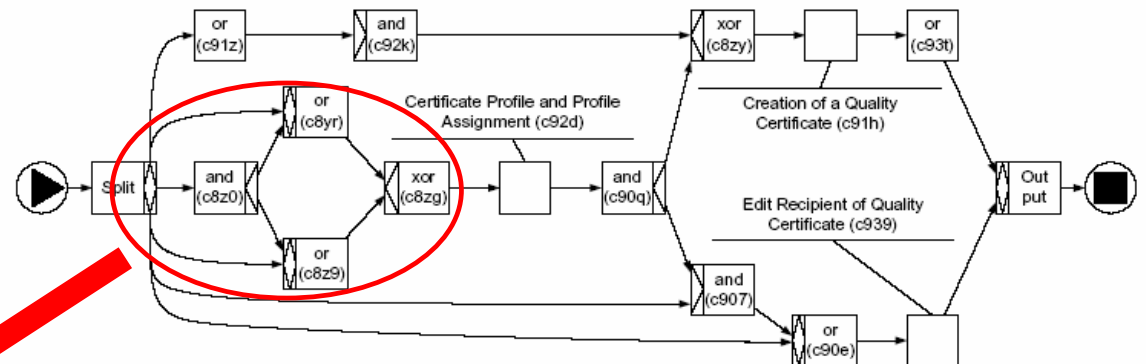 or
(c91z)
and
(c92k)
xor
(c8zy)
or
(c93t)
or
(c8yr)
Certificate Profile and Profile
Assignment (c92d)
Creation of a Quality
Certificate (c91h)
Split
and
(c8z0)
xor
(c8zg)
and
(c90q)
Out
put
Edit Recipient of Quality
Certificate (c939)
or
(c8z9)
and
(c907)
or
(c90e)